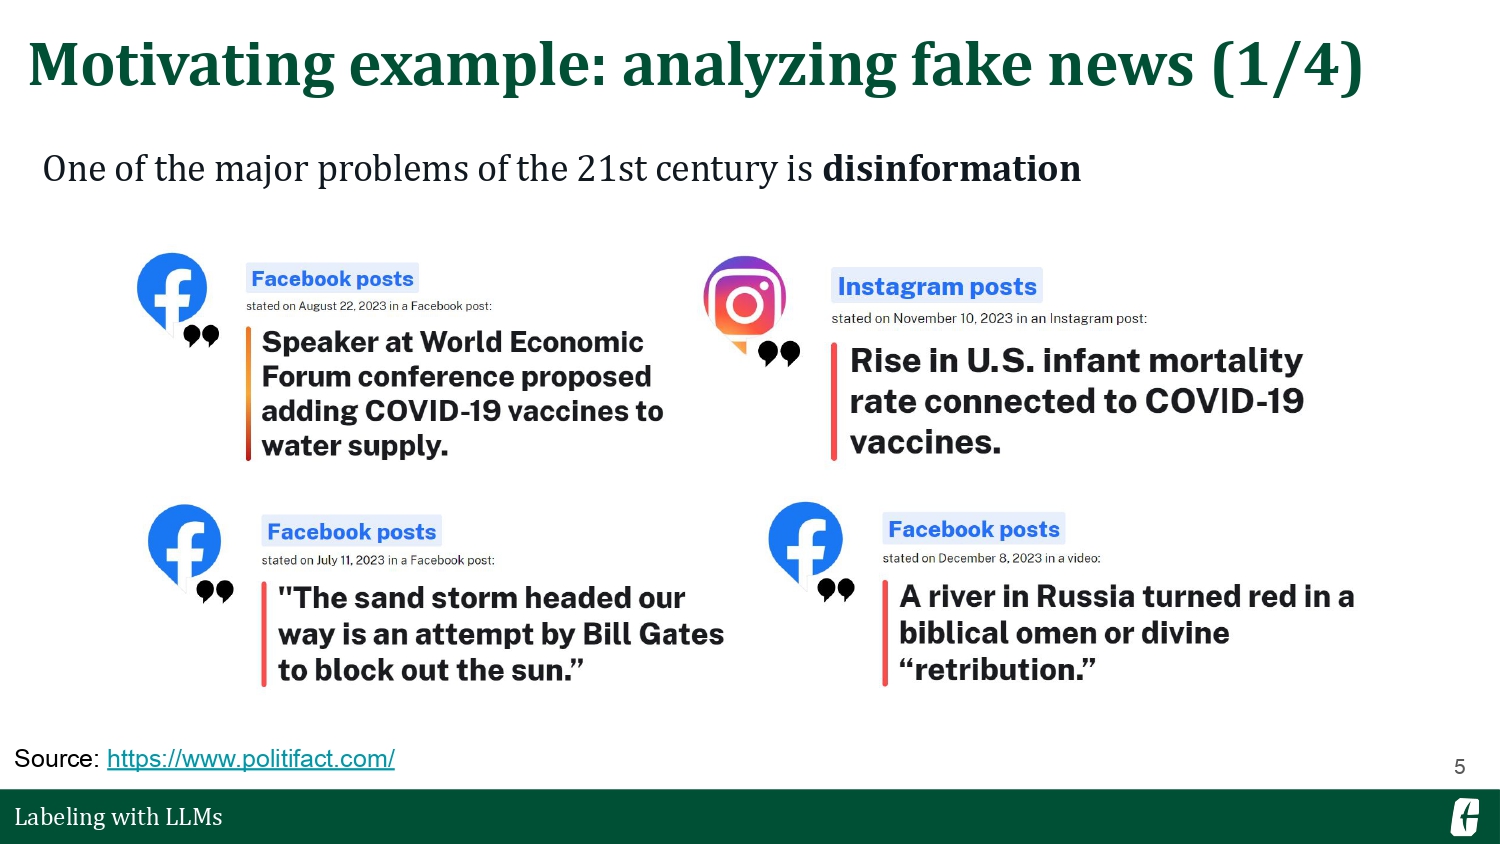 Motivating example: analyzing fake news (1/4)
One of the major problems of the 21st century is disinformation
Facebook posts
stated on August 22, 2023 in a Facebook post:
Speaker at World Economic
Forum conference proposed
adding COVID-19 vaccines to
water supply.
Instagram posts
stated on November 10, 2023 in an Instagram post:
Rise in U.S. infant mortality
rate connected to COVID-19
vaccines.
Facebook posts
stated on July 11, 2023 in a Facebook post:
"The sand storm headed our
way is an attempt by Bill Gates
to block out the sun.”
Facebook posts
stated on December 8, 2023 in a video:
A river in Russia turned red in a
biblical omen or divine
“retribution.”
Source: https://www.politifact.com/
5
Labeling with LLMs